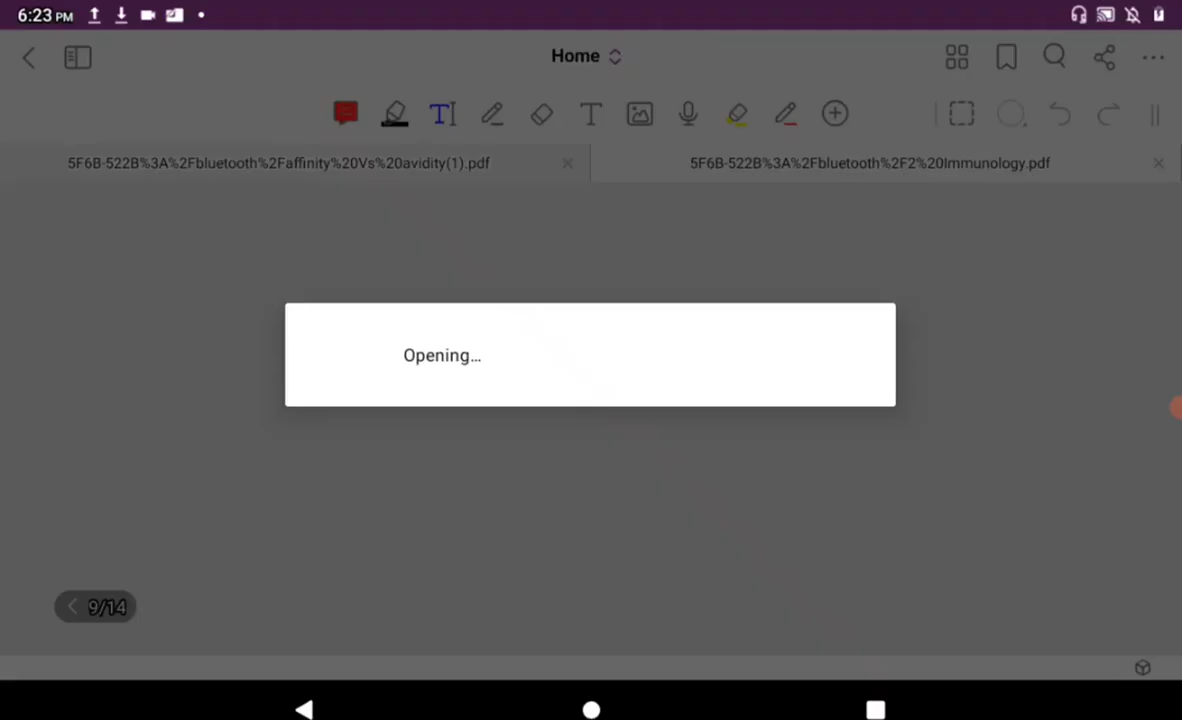 6:23 PM
Home
5F6B-522B%3A%2Fbluetooth%2Faffinity%20Vs%20avidity(1).pdf
5F6B-522B%3A%2Fbluetooth%2F2%20Immunology.pdf
Opening...
9/14